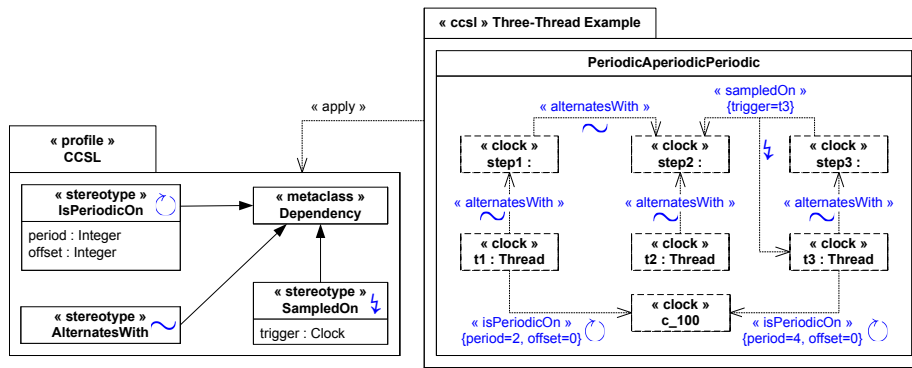 « profile »
CCSL
« stereotype »
IsPeriodicOn
period : Integer
offset : Integer
« metaclass »
Dependency
« stereotype »
AlternatesWith
« stereotype »
SampledOn
trigger : Clock
« apply »
« ccsl » Three-Thread Example
PeriodicAperiodicPeriodic
« alternatesWith »
« sampledOn »
{trigger=t3}
« clock »
step1 :
« clock »
step2 :
« clock »
step3 :
« alternatesWith »
« alternatesWith »
« alternatesWith »
« clock »
t1 : Thread
« clock »
t2 : Thread
« clock »
t3 : Thread
« clock »
c_100
« isPeriodicOn »
{period=2, offset=0}
« isPeriodicOn »
{period=4, offset=0}